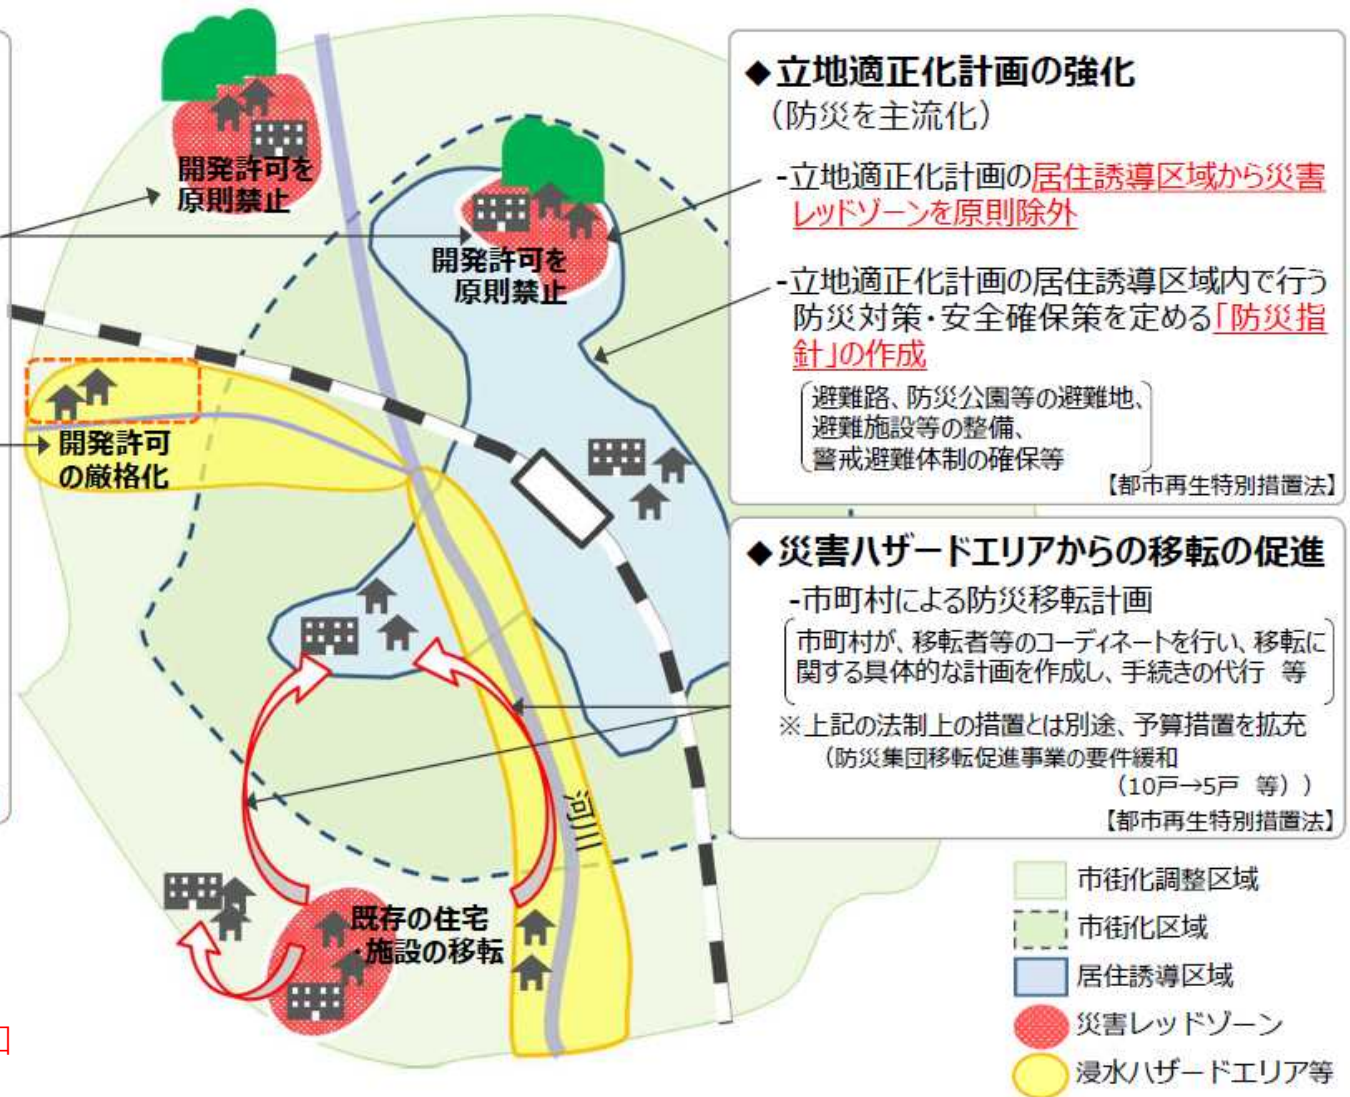 ◆立地適正化計画の強化
（防災を主流化）
-立地適正化計画の居住誘導区域から災害
レッドゾーンを原則除外
-立地適正化計画の居住誘導区域内で行う
防災対策・安全確保策を定める「防災指
針」の作成
避難路、防災公園等の避難地、
避難施設等の整備、
警戒避難体制の確保等
【都市再生特別措置法】
◆災害ハザードエリアからの移転の促進
-市町村による防災移転計画
市町村が、移転者等のコーディネートを行い、移転に
関する具体的な計画を作成し、手続きの代行 等
※上記の法制上の措置とは別途、予算措置を拡充
（防災集団移転促進事業の要件緩和
（10戸→5戸 等））
【都市再生特別措置法】
開発許可を
原則禁止
開発許可を
原則禁止
開発許可
の厳格化
河川
既存の住宅
・施設の移転
市街化調整区域
市街化区域
居住誘導区域
災害レッドゾーン
浸水ハザードエリア等